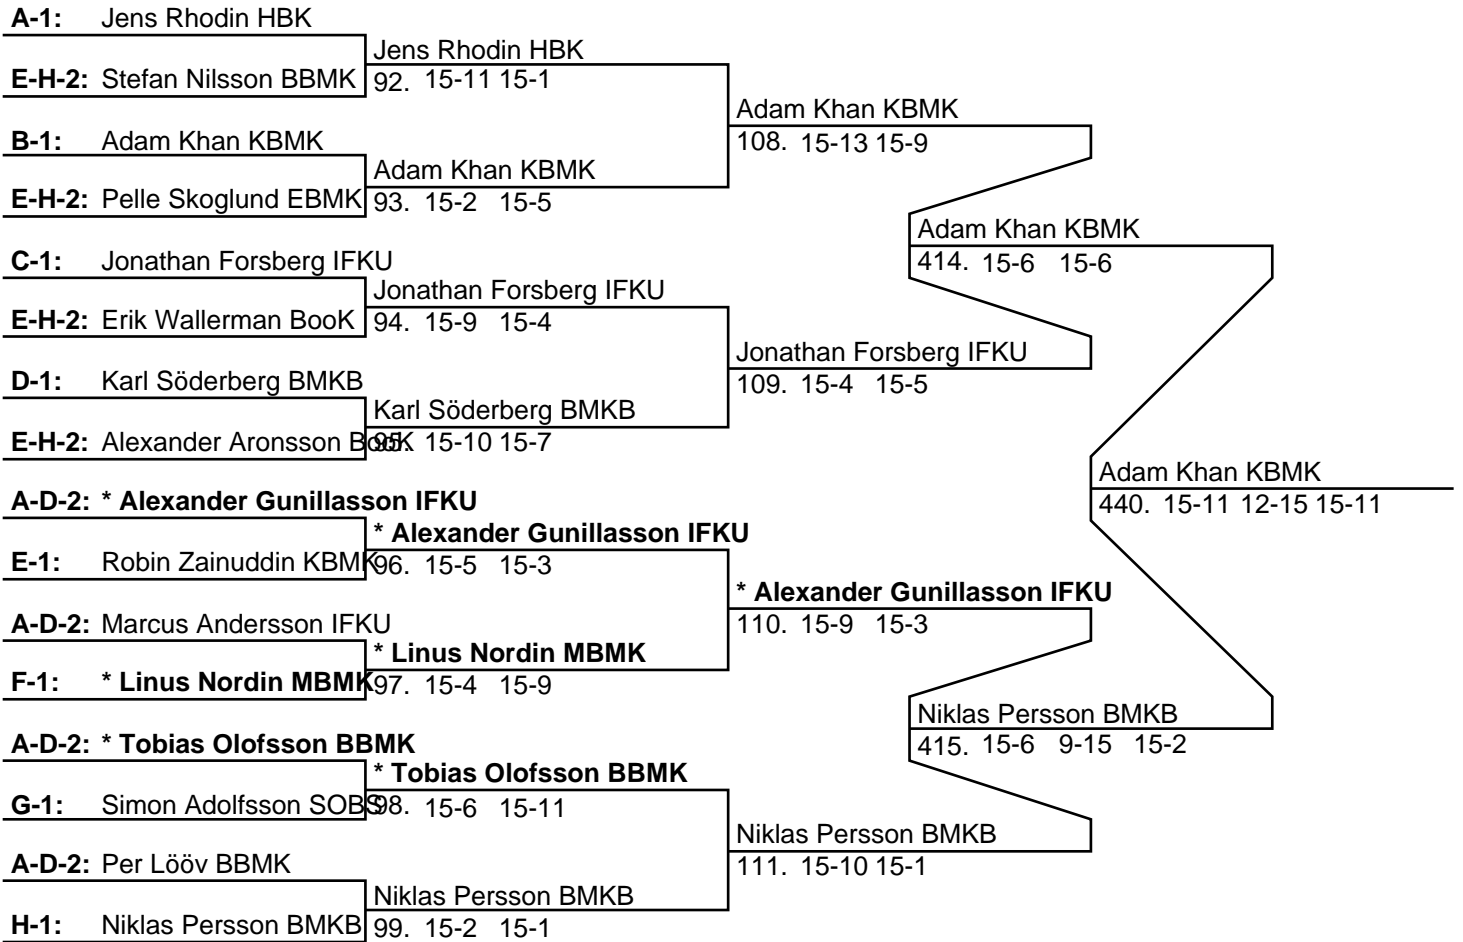 A-1: Jens Rhodin HBK
Jens Rhodin HBK
E-H-2: Stefan Nilsson BBMK
92. 15-11 15-1
Adam Khan KBMK
B-1: Adam Khan KBMK
108. 15-13 15-9
Adam Khan KBMK
E-H-2: Pelle Skoglund EBMK
93. 15-2 15-5
Adam Khan KBMK
C-1: Jonathan Forsberg IFKU
414. 15-6 15-6
Jonathan Forsberg IFKU
E-H-2: Erik Wallerman BooK
94. 15-9 15-4
Jonathan Forsberg IFKU
D-1: Karl Söderberg BMKB
109. 15-4 15-5
Karl Söderberg BMKB
E-H-2: Alexander Aronsson BooK
95. 15-10 15-7
Adam Khan KBMK
A-D-2: * Alexander Gunillasson IFKU
440. 15-11 12-15 15-11
* Alexander Gunillasson IFKU
E-1: Robin Zainuddin KBMK
96. 15-5 15-3
* Alexander Gunillasson IFKU
A-D-2: Marcus Andersson IFKU
110. 15-9 15-3
* Linus Nordin MBMK
F-1: * Linus Nordin MBMK
97. 15-4 15-9
Niklas Persson BMKB
A-D-2: * Tobias Olofsson BBMK
415. 15-6 9-15 15-2
* Tobias Olofsson BBMK
G-1: Simon Adolfsson SOBS
98. 15-6 15-11
Niklas Persson BMKB
A-D-2: Per Lööv BBMK
111. 15-10 15-1
Niklas Persson BMKB
H-1: Niklas Persson BMKB
99. 15-2 15-1